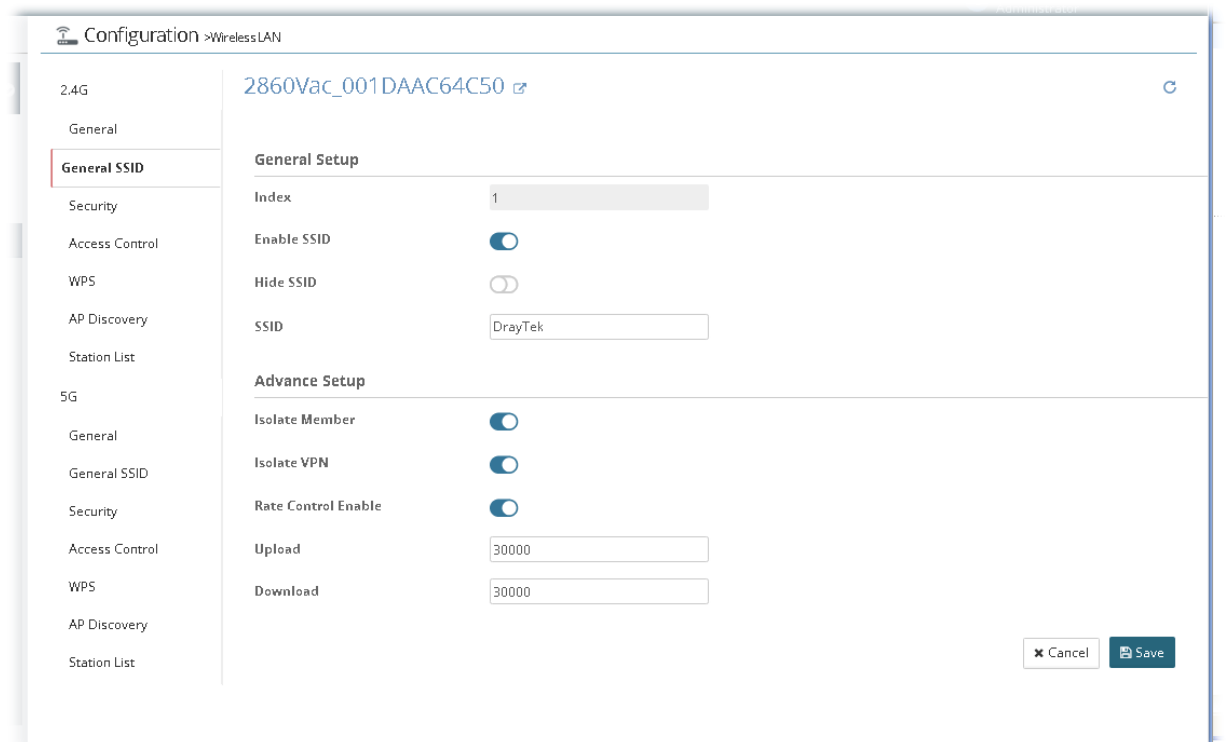 Administrator
Configuration >Wireless LAN
2.4G
General
General SSID
Security
Access Control
WPS
AP Discovery
Station List
5G
General
General SSID
Security
Access Control
WPS
AP Discovery
Station List
2860Vac_001DAAC64C50
General Setup
Index 1
Enable SSID
Hide SSID
SSID DrayTek
Advance Setup
Isolate Member
Isolate VPN
Rate Control Enable
Upload 30000
Download 30000
Cancel Save